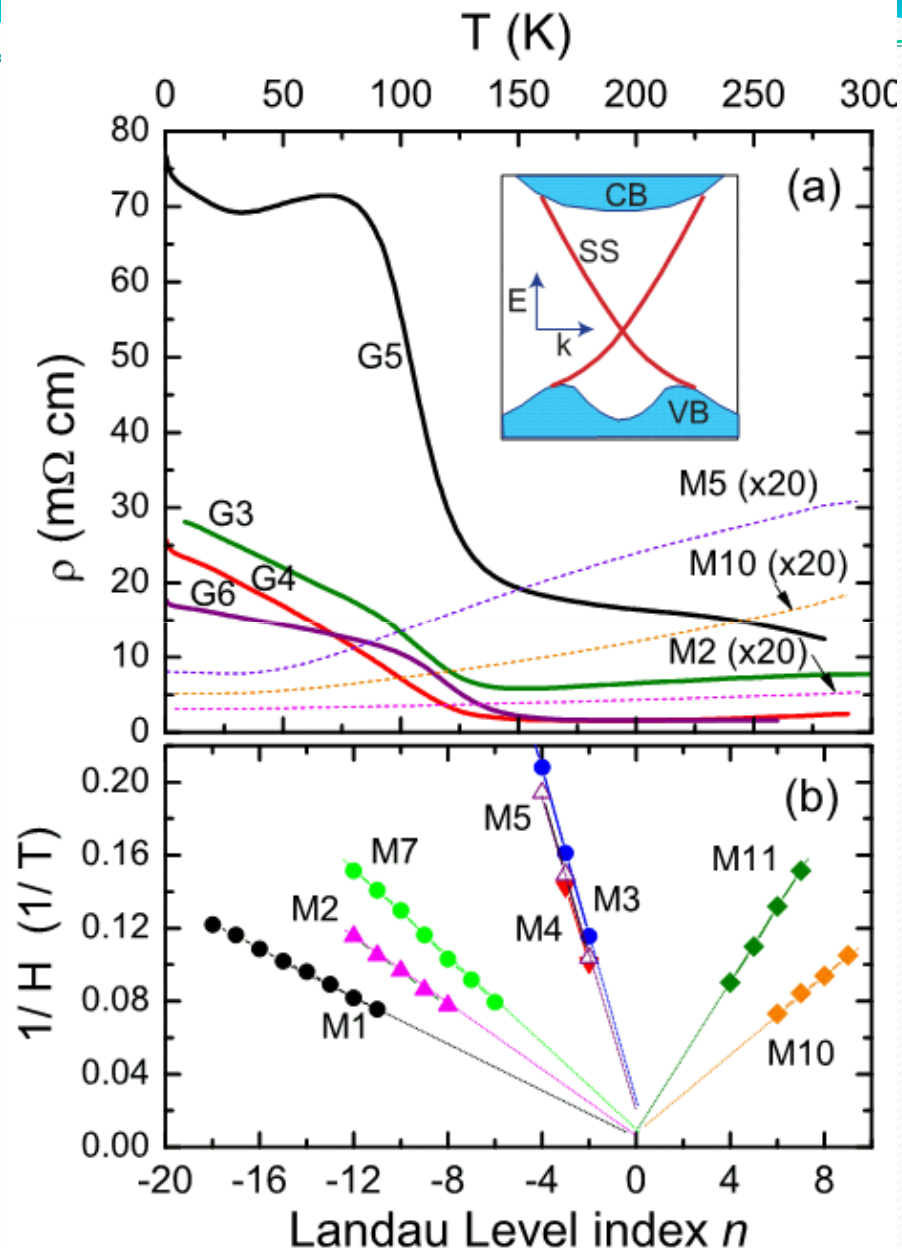 T (K)
0 50 100 150 200 250 300
80
70
60
50
40
30
20
10
0
ρ (mΩ cm)
(a)
CB
SS
E
k
VB
G5
G3
G4
G6
M5 (x20)
M10 (x20)
M2 (x20)
(b)
0.20
0.16
0.12
0.08
0.04
0.00
1/ H (1/ T)
M5
M7
M11
M2
M3
M4
M1
M10
-20 -16 -12 -8 -4 0 4 8
Landau Level index n